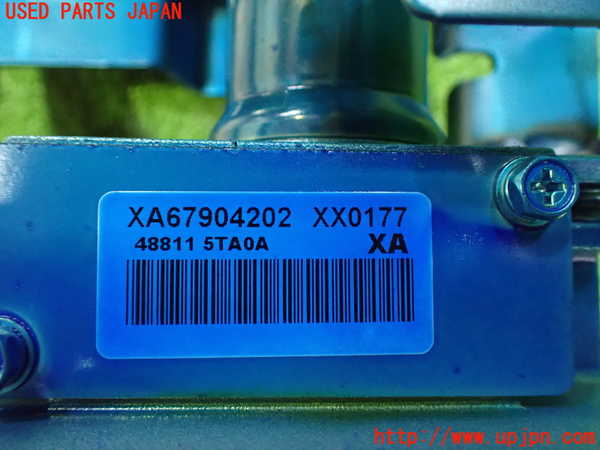 USED PARTS JAPAN
XA67904202 XX0177
48811 5TA0A XA
http://www.upjpn.com